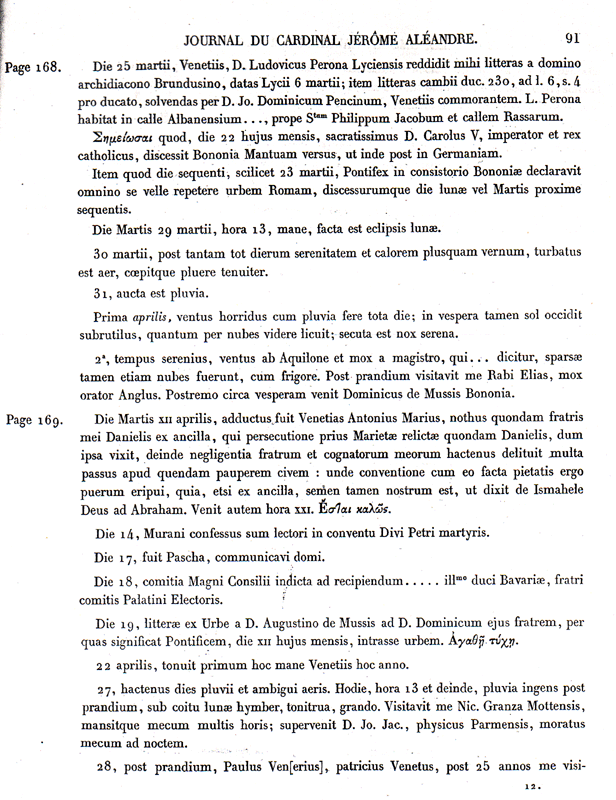 JOURNAL DU CARDINAL JÉRÔME ALÉANDRE. 91
Page 168. Die 25 martii, Venetiis, D. Ludovicus Perona Lyciensis reddidit mihi litteras a domino
archidiacono Brundusino, datas Lycii 6 martii; item litteras cambii duc. 230, ad l. 6, s. 4
pro ducato, solvendas per D. Jo. Dominicum Pencinum, Venetiis commorantem. L. Perona
habitat in calle Albanensium..., prope Stem Philippum Jacobum et callem Rassarum.
Σημείωσαι quod, die 22 hujus mensis, sacratissimus D. Carolus V, imperator et rex
catholicus, discessit Bononia Mantuam versus, ut inde post in Germaniam.
Item quod die sequenti, scilicet 23 martii, Pontifex in consistorio Bononiæ declaravit
omnino se velle repetere urbem Romam, discessurumque die lunæ vel Martis proxime
sequentis.
Die Martis 29 martii, hora 13, mane, facta est eclipsis lunæ.
30 martii, post tantam tot dierum serenitatem et calorem plusquam vernum, turbatus
est aer, cœpitque pluere tenuiter.
31, aucta est pluvia.
Prima aprilis, ventus horridus cum pluvia fere tota die; in vespera tamen sol occidit
subrutilus, quantum per nubes videre licuit; secuta est nox serena.
2ª, tempus serenius, ventus ab Aquilone et mox a magistro, qui... dicitur, sparsæ
tamen etiam nubes fuerunt, cum frigore. Post prandium visitavit me Rabi Elias, mox
orator Anglus. Postremo circa vesperam venit Dominicus de Mussis Bononia.
Page 169. Die Martis XII aprilis, adductus fuit Venetias Antonius Marius, nothus quondam fratris
mei Danielis ex ancilla, qui persecutione prius Marietæ relictæ quondam Danielis, dum
ipsa vixit, deinde negligentia fratrum et cognatorum meorum hactenus delituit multa
passus apud quendam pauperem civem : unde conventione cum eo facta pietatis ergo
puerum eripui, quia, etsi ex ancilla, semen tamen nostrum est, ut dixit de Ismahele
Deus ad Abraham. Venit autem hora XXI. Ἔσται καλῶς.
Die 14, Murani confessus sum lectori in conventu Divi Petri martyris.
Die 17, fuit Pascha, communicavi domi.
Die 18, comitia Magni Consilii indicta ad recipiendum..... illmo duci Bavariæ, fratri
comitis Palatini Electoris.
Die 19, litteræ ex Urbe a D. Augustino de Mussis ad D. Dominicum ejus fratrem, per
quas significat Pontificem, die XII hujus mensis, intrasse urbem. Ἀγαθῇ τύχῃ.
22 aprilis, tonuit primum hoc mane Venetiis hoc anno.
27, hactenus dies pluvii et ambigui aeris. Hodie, hora 13 et deinde, pluvia ingens post
prandium, sub coitu lunæ hymber, tonitrua, grando. Visitavit me Nic. Granza Mottensis,
mansitque mecum multis horis; supervenit D. Jo. Jac., physicus Parmensis, moratus
mecum ad noctem.
28, post prandium, Paulus Ven[erius], patricius Venetus, post 25 annos me visi-
12.